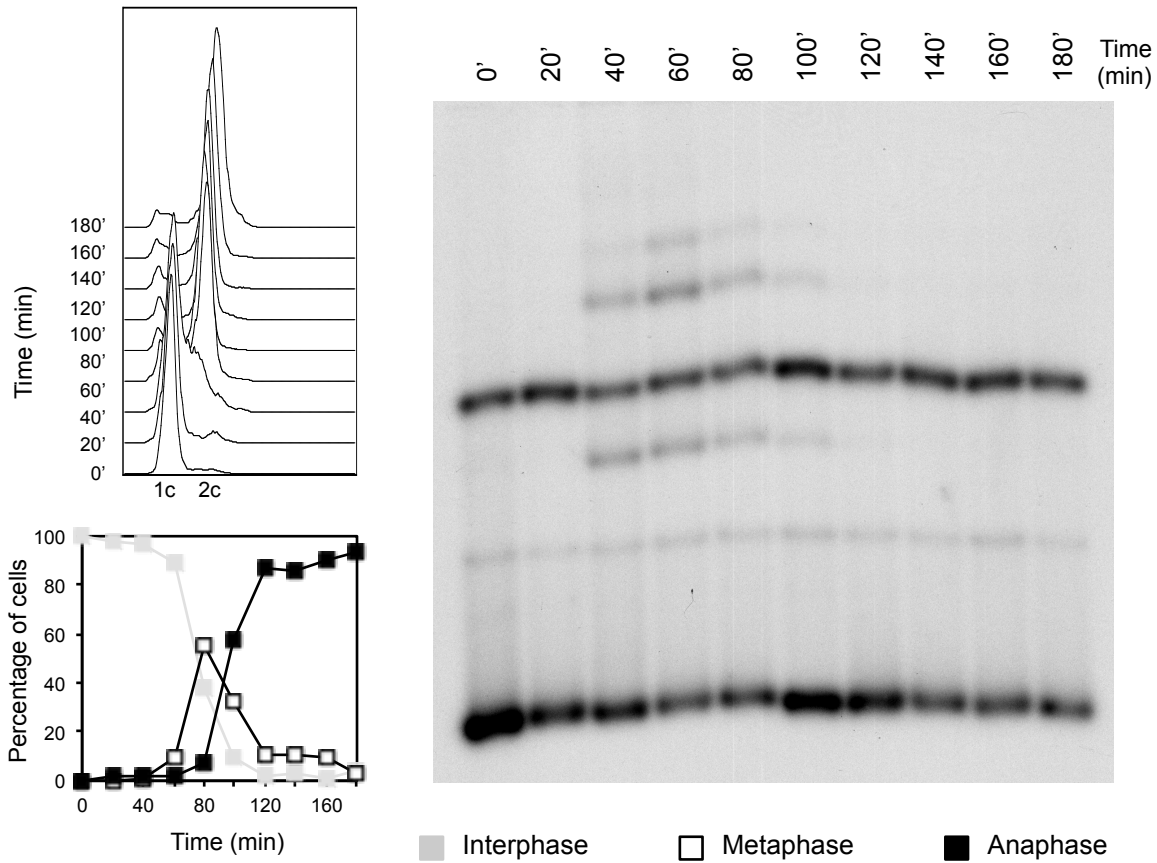 Time (min)
180’
160’
140’
120’
100’
80’
60’
40’
20’
0’
1c 2c
0’ 20’ 40’ 60’ 80’ 100’ 120’ 140’ 160’ 180’
Time
(min)
Percentage of cells
100
80
60
40
20
0
0 40 80 120 160
Time (min)
Interphase Metaphase Anaphase